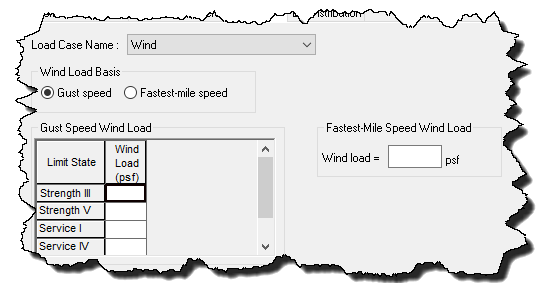 Load Case Name : Wind
Wind Load Basis
Gust speed Fastest-mile speed
Gust Speed Wind Load
Limit State Wind Load (psf)
Strength III
Strength V
Service I
Service IV
Fastest-Mile Speed Wind Load
Wind load = psf